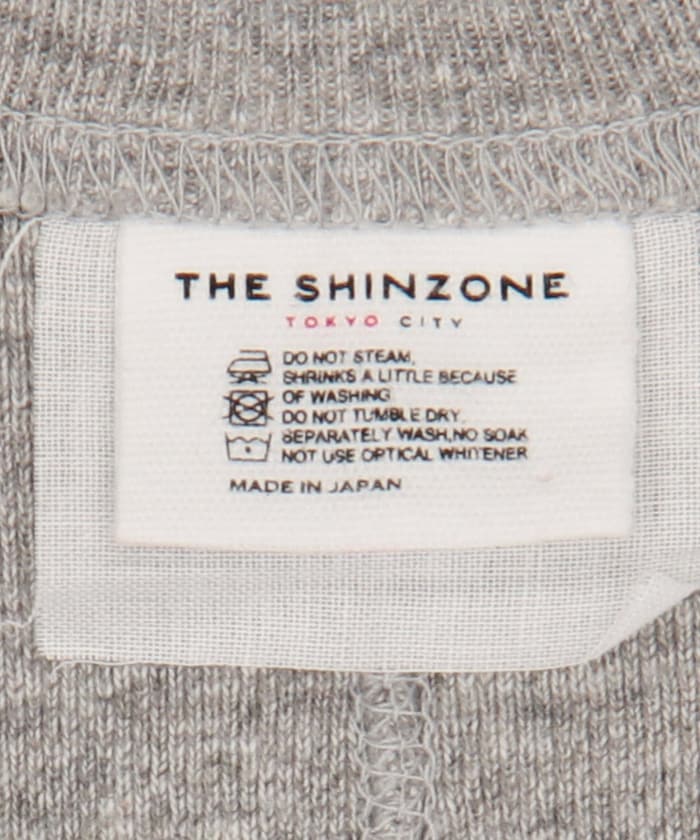 THE SHINZONE
TOKYO CITY
DO NOT STEAM,
SHRINKS A LITTLE BECAUSE
OF WASHING
DO NOT TUMBLE DRY.
SEPARATELY WASH,NO SOAK
NOT USE OPTICAL WHITENER
MADE IN JAPAN